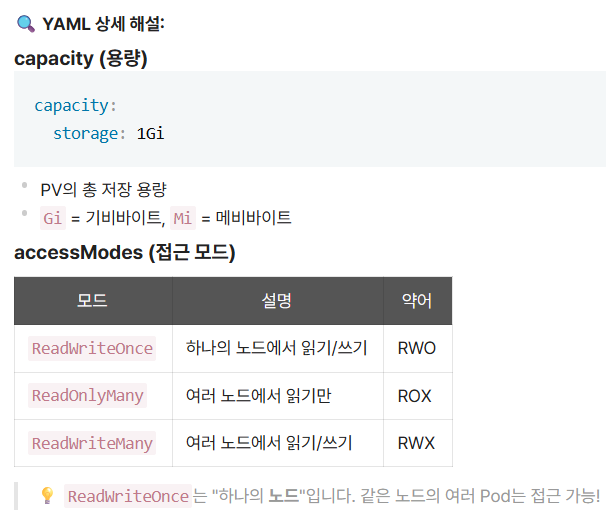 🔍 YAML 상세 해설:
capacity (용량)
capacity:
  storage: 1Gi
PV의 총 저장 용량
Gi = 기비바이트, Mi = 메비바이트
accessModes (접근 모드)
모드 설명 약어
ReadWriteOnce 하나의 노드에서 읽기/쓰기 RWO
ReadOnlyMany 여러 노드에서 읽기만 ROX
ReadWriteMany 여러 노드에서 읽기/쓰기 RWX
💡 ReadWriteOnce는 "하나의 노드"입니다. 같은 노드의 여러 Pod는 접근 가능!